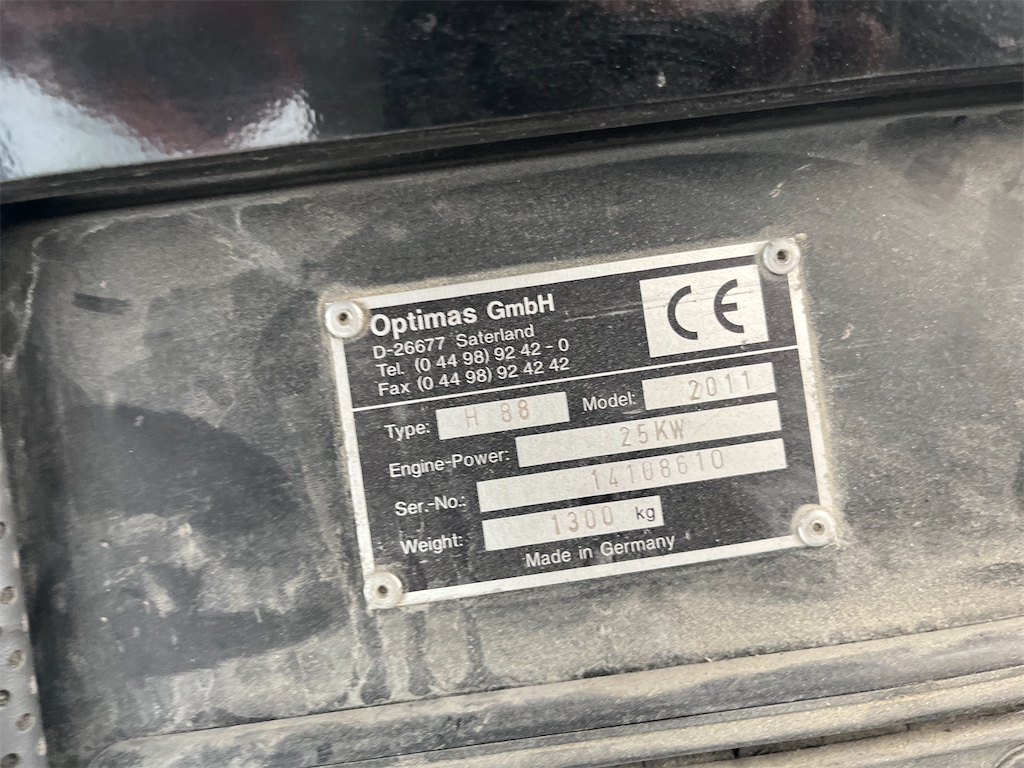 Optimas GmbH
D-26677 Saterland
Tel. (0 44 98) 92 42 - 0
Fax (0 44 98) 92 42 42
CE
Type: H 88 Model: 2011
Engine-Power: 25KW
Ser.-No.: 14108610
Weight: 1300 kg
Made in Germany